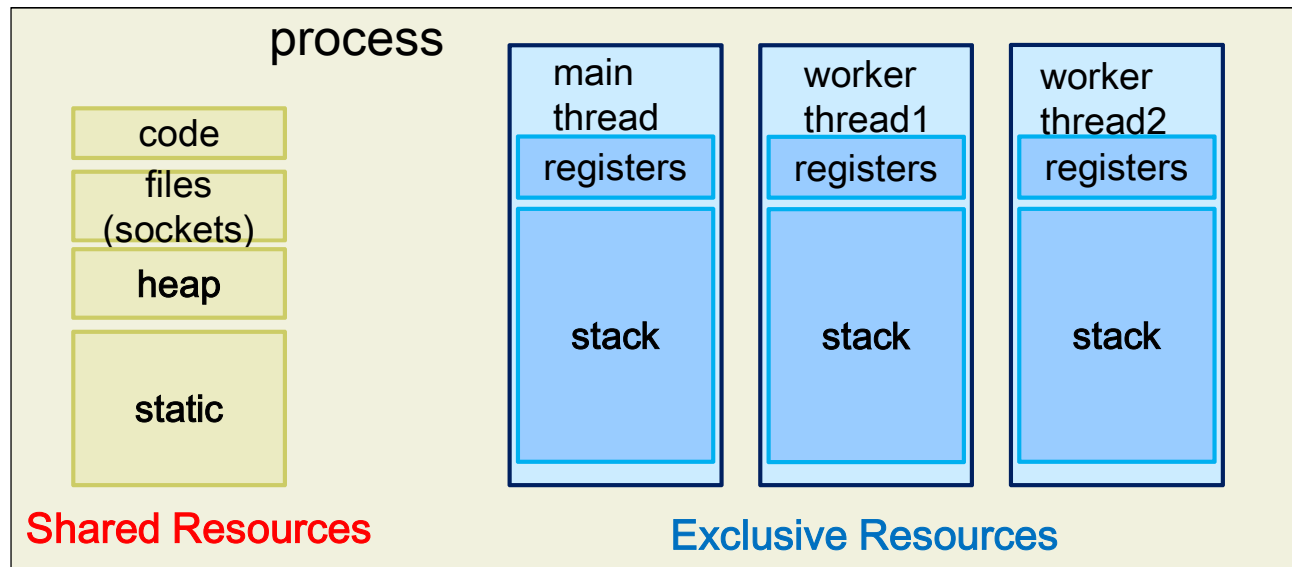 process
code
files
(sockets)
heap
static
Shared Resources
main
thread
registers
stack
worker
thread1
registers
stack
worker
thread2
registers
stack
Exclusive Resources